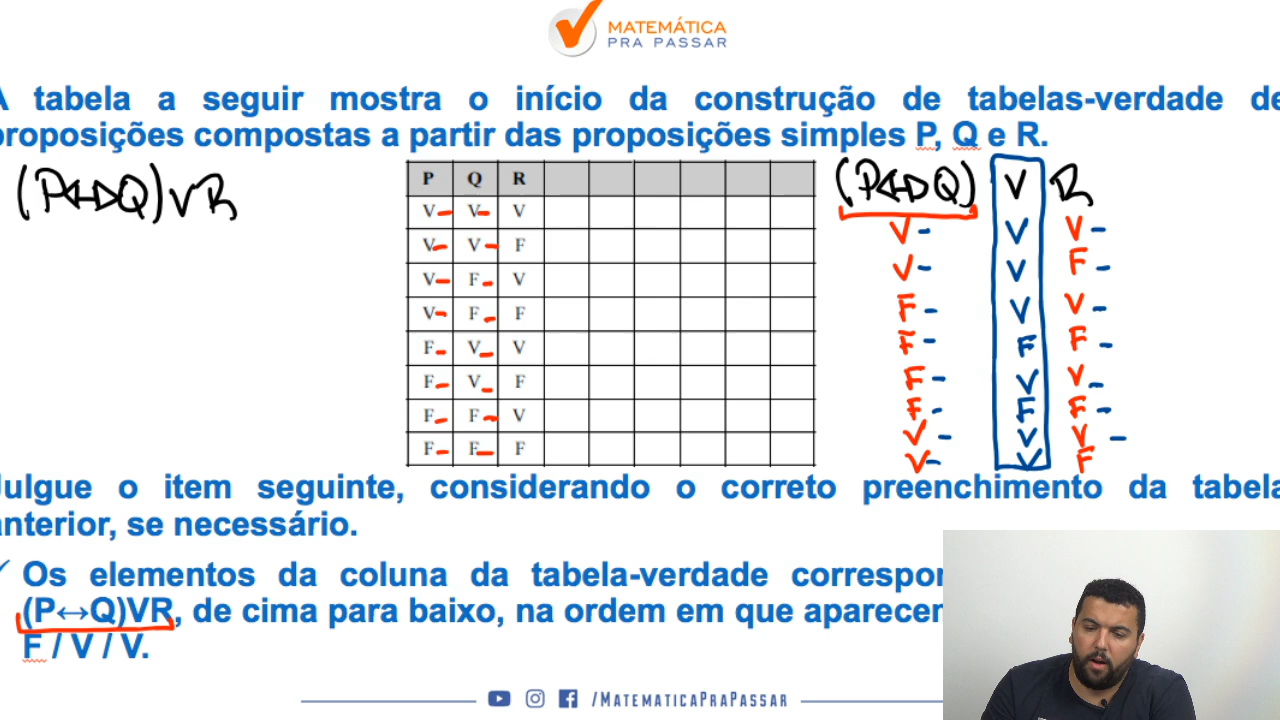 MATEMÁTICA
PRA PASSAR
A tabela a seguir mostra o início da construção de tabelas-verdade de
proposições compostas a partir das proposições simples P, Q e R.
(P↔Q)VR
P Q R
V V V
V V F
V F V
V F F
F V V
F V F
F F V
F F F
(P↔Q) V R
V V V
V V F
F V V
F F F
F V V
F F F
V V V
V V F
Julgue o item seguinte, considerando o correto preenchimento da tabela
anterior, se necessário.
✓ Os elementos da coluna da tabela-verdade correspon
(P↔Q)VR, de cima para baixo, na ordem em que aparecem
F / V / V.
/MATEMATICAPRAPASSAR